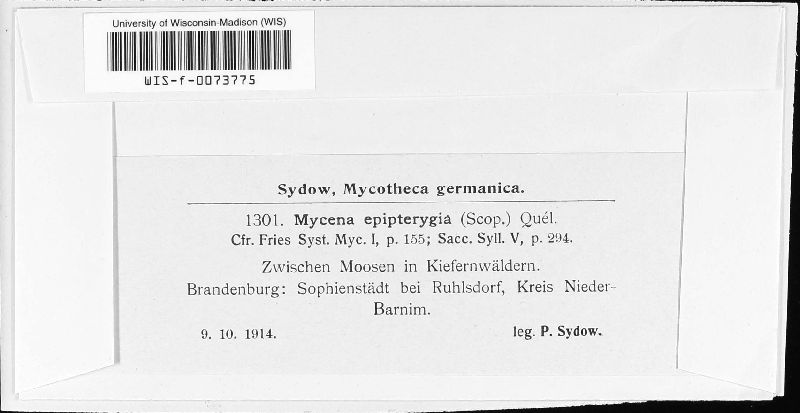 University of Wisconsin-Madison (WIS)
WIS-f-0073775
Sydow, Mycotheca germanica.
1301. Mycena epipterygia (Scop.) Quél.
Cfr. Fries Syst. Myc. I, p. 155; Sacc. Syll. V, p. 294.
Zwischen Moosen in Kiefernwäldern.
Brandenburg: Sophienstädt bei Ruhlsdorf, Kreis Nieder-
Barnim.
9. 10. 1914. leg. P. Sydow.